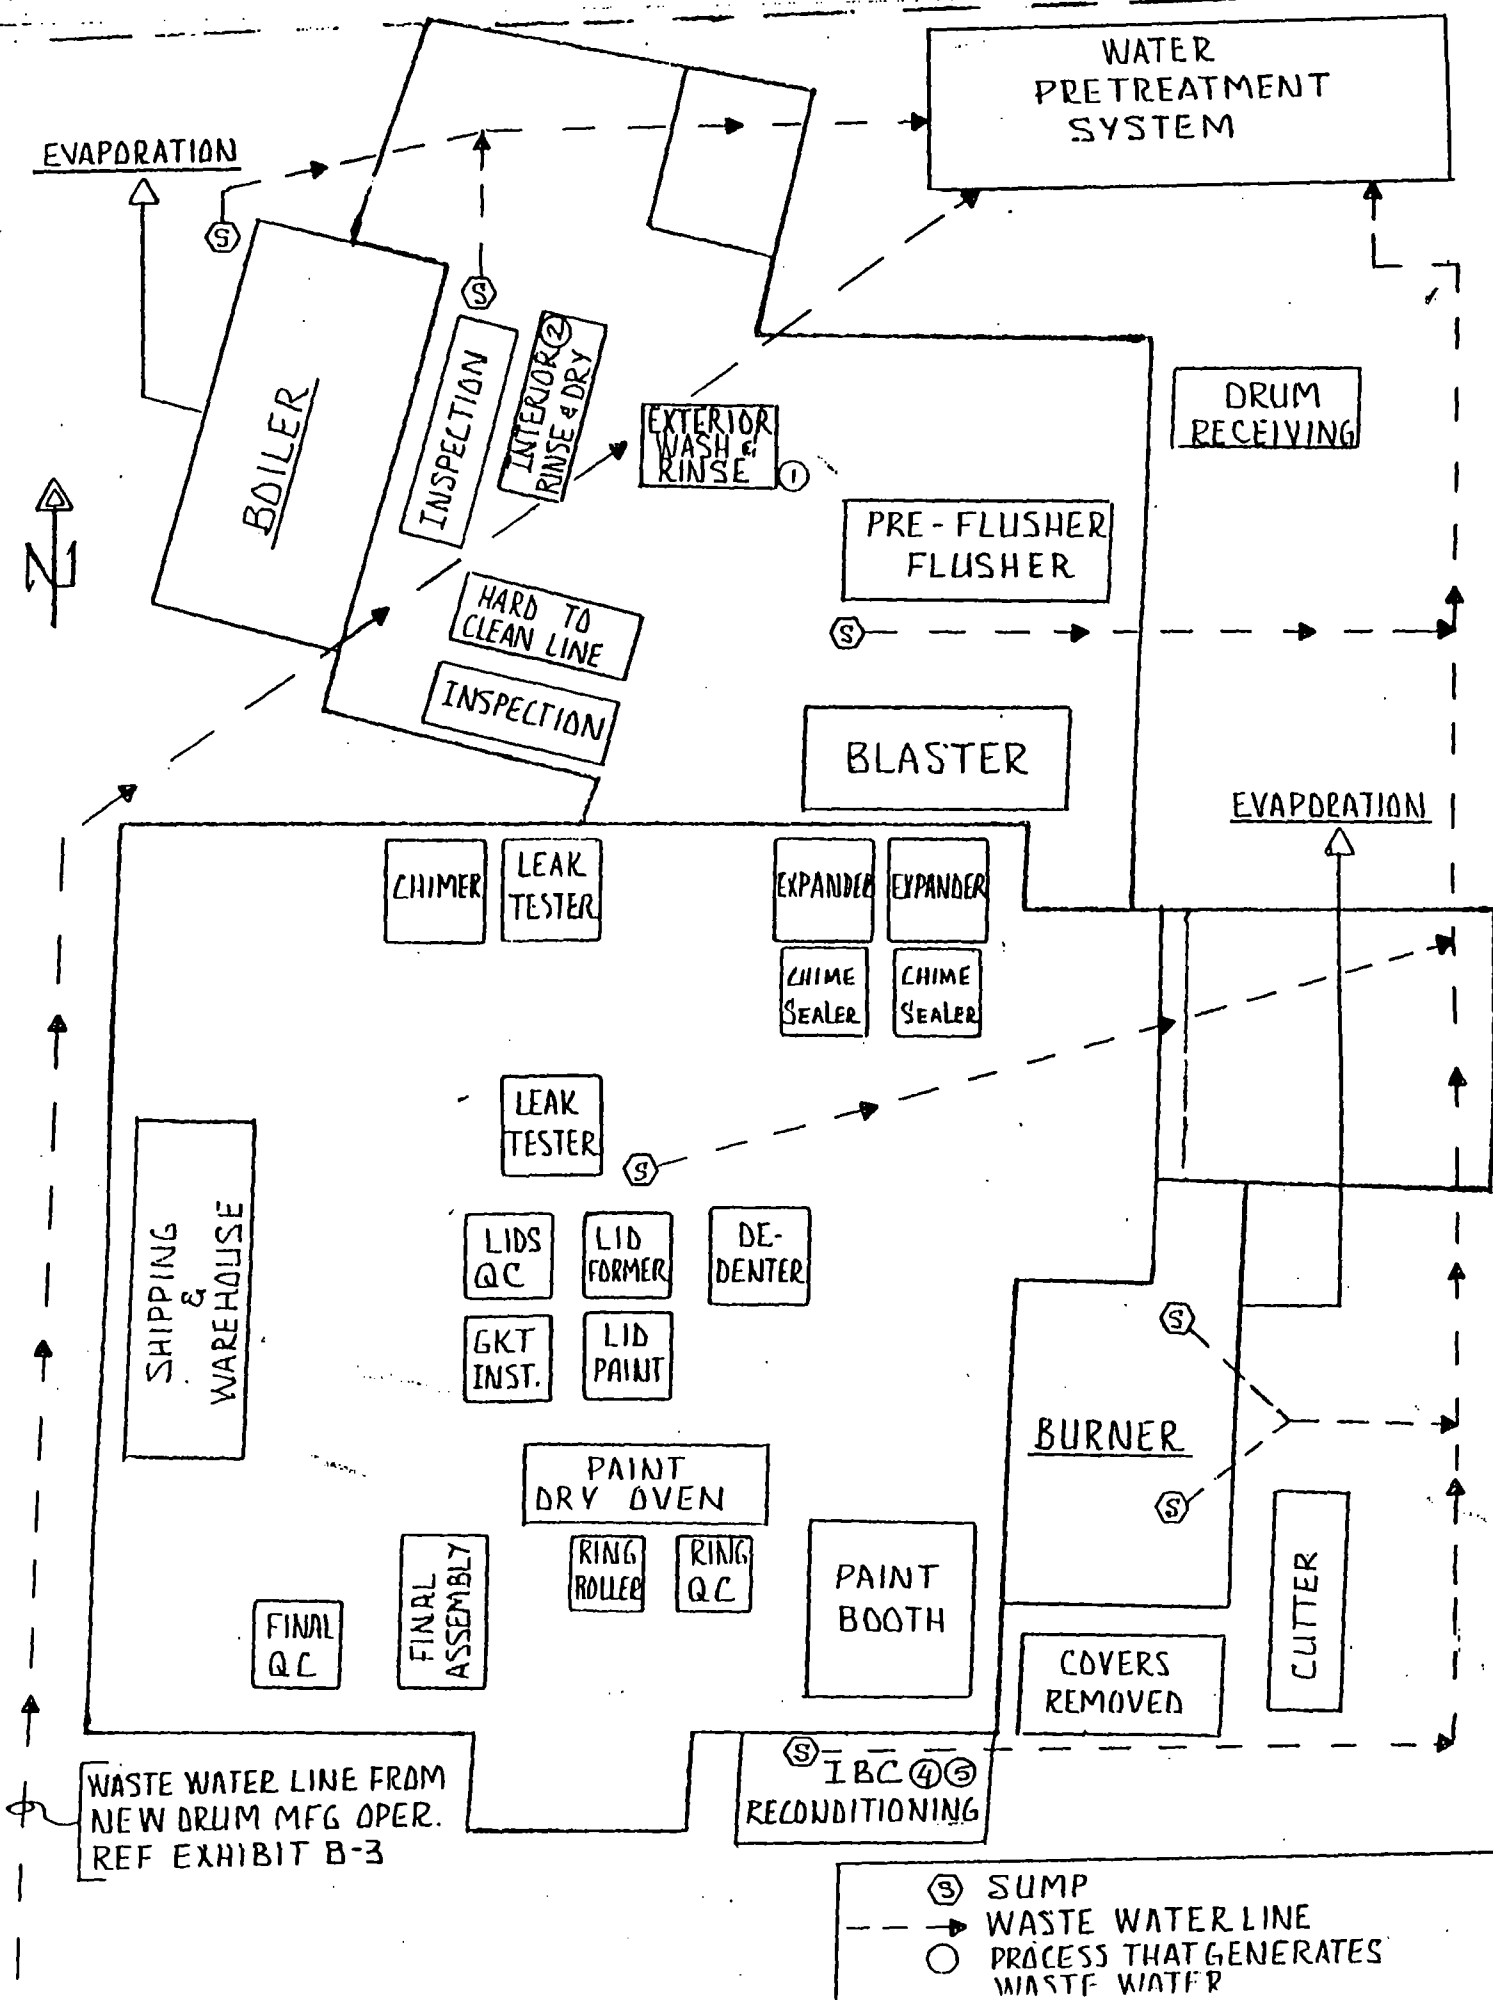 WATER
PRETREATMENT
SYSTEM
EVAPORATION
S
S
BOILER
INSPECTION
INTERIOR ②
RINSE & DRY
EXTERIOR
WASH &
RINSE
①
DRUM
RECEIVING
N
PRE-FLUSHER
FLUSHER
S
HARD TO
CLEAN LINE
INSPECTION
BLASTER
EVAPORATION
CHIMER
LEAK
TESTER
EXPANDER
EXPANDER
CHIME
SEALER
CHIME
SEALER
LEAK
TESTER
S
SHIPPING
&
WAREHOUSE
LIDS
QC
LID
FORMER
DE-
DENTER
GKT
INST.
LID
PAINT
S
BURNER
S
PAINT
DRY OVEN
RING
ROLLER
RING
QC
FINAL
ASSEMBLY
FINAL
QC
PAINT
BOOTH
CUTTER
COVERS
REMOVED
S
IBC ④ ⑤
RECONDITIONING
WASTE WATER LINE FROM
NEW DRUM MFG OPER.
REF EXHIBIT B-3
S SUMP
WASTE WATER LINE
PROCESS THAT GENERATES
WASTE WATER